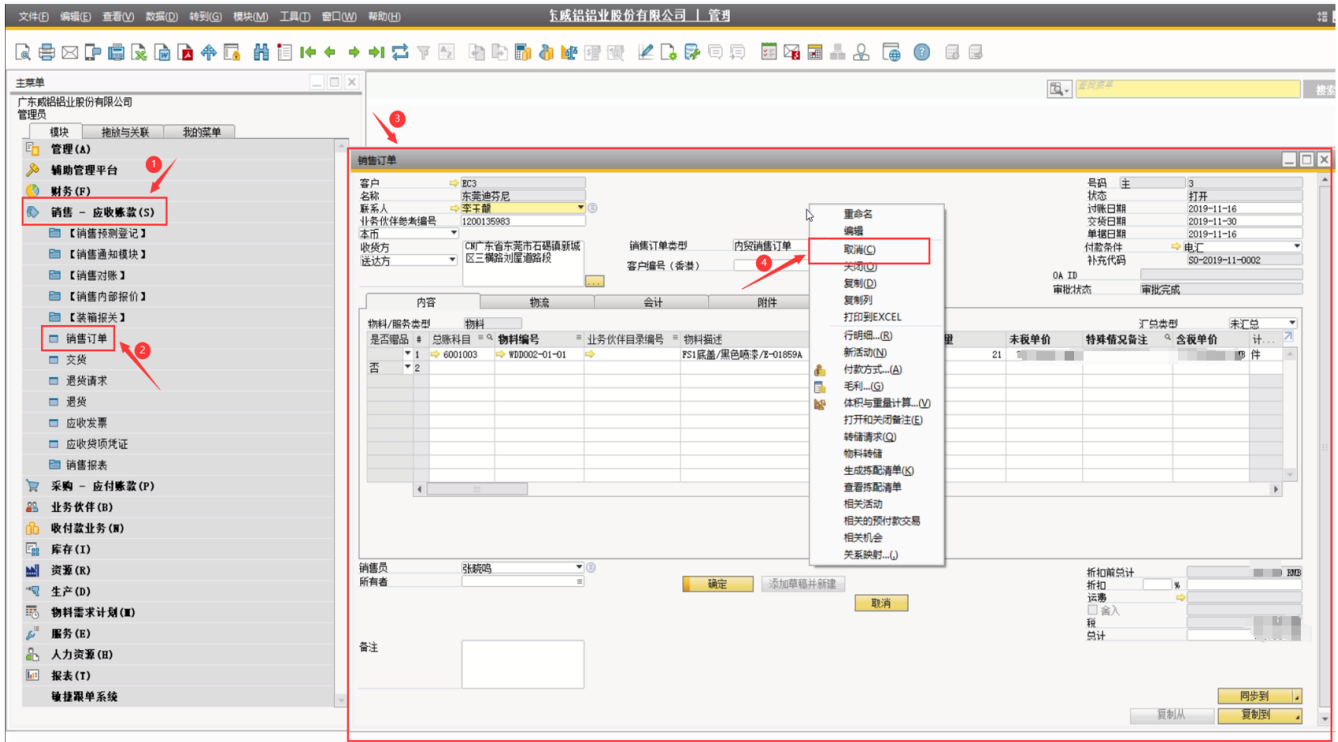 文件(F) 编辑(E) 查看(V) 数据(D) 转到(G) 模块(M) 工具(T) 窗口(W) 帮助(H) 东威铝铝业股份有限公司 | 管理
主菜单
广东威铝铝业股份有限公司
管理员
模块 拖放与关联 我的菜单
查找菜单
搜索
管理(A)
辅助管理平台
1
财务(F)
销售 - 应收账款(S)
【销售预测登记】
【销售通知模块】
【销售对账】
【销售内部报价】
【装箱报关】
销售订单
2
交货
退货请求
退货
应收发票
应收贷项凭证
销售报表
采购 - 应付账款(P)
业务伙伴(B)
收付款业务(N)
库存(I)
资源(R)
生产(D)
物料需求计划(M)
服务(E)
人力资源(H)
报表(T)
敏捷跟单系统
3
销售订单
客户 EC3
名称 东莞迪芬尼
联系人
业务伙伴参考编号 1200135983
本币
收货方 CN广东省东莞市石碣镇新城区三横路刘屋道路段
送达方
...
销售订单类型 内贸销售订单
客户编号 (香港)
4
号码 主 3
状态 打开
过账日期 2019-11-16
交货日期 2019-11-30
单据日期 2019-11-16
付款条件 电汇
补充代码 SO-2019-11-0002
OA ID
审批状态 审批完成
内容 物流 会计 附件
物料/服务类型 物料
汇总类型 未汇总
是否赠品 # 总账科目 物料编号 业务伙伴目录编号 物料描述 未税单价 特殊情况备注 含税单价 计...
1 6001003 WDD002-01-01 FS1底盖/黑色喷漆/E-01859A 21 件
否 2
重命名
编辑
取消(C)
关闭(O)
复制(D)
复制列
打印到EXCEL
行明细...(R)
新活动(N)
付款方式...(A)
毛利...(G)
体积与重量计算...(V)
打开和关闭备注(E)
转储请求(Q)
物料转储
生成拣配清单(K)
查看拣配清单
相关活动
相关的预付款交易
相关机会
关系映射...(,)
销售员 张晓鸣
所有者
确定 添加草稿并新建
取消
备注
折扣前总计 RMB
折扣 %
运费
舍入
税
总计
同步到
复制从 复制到